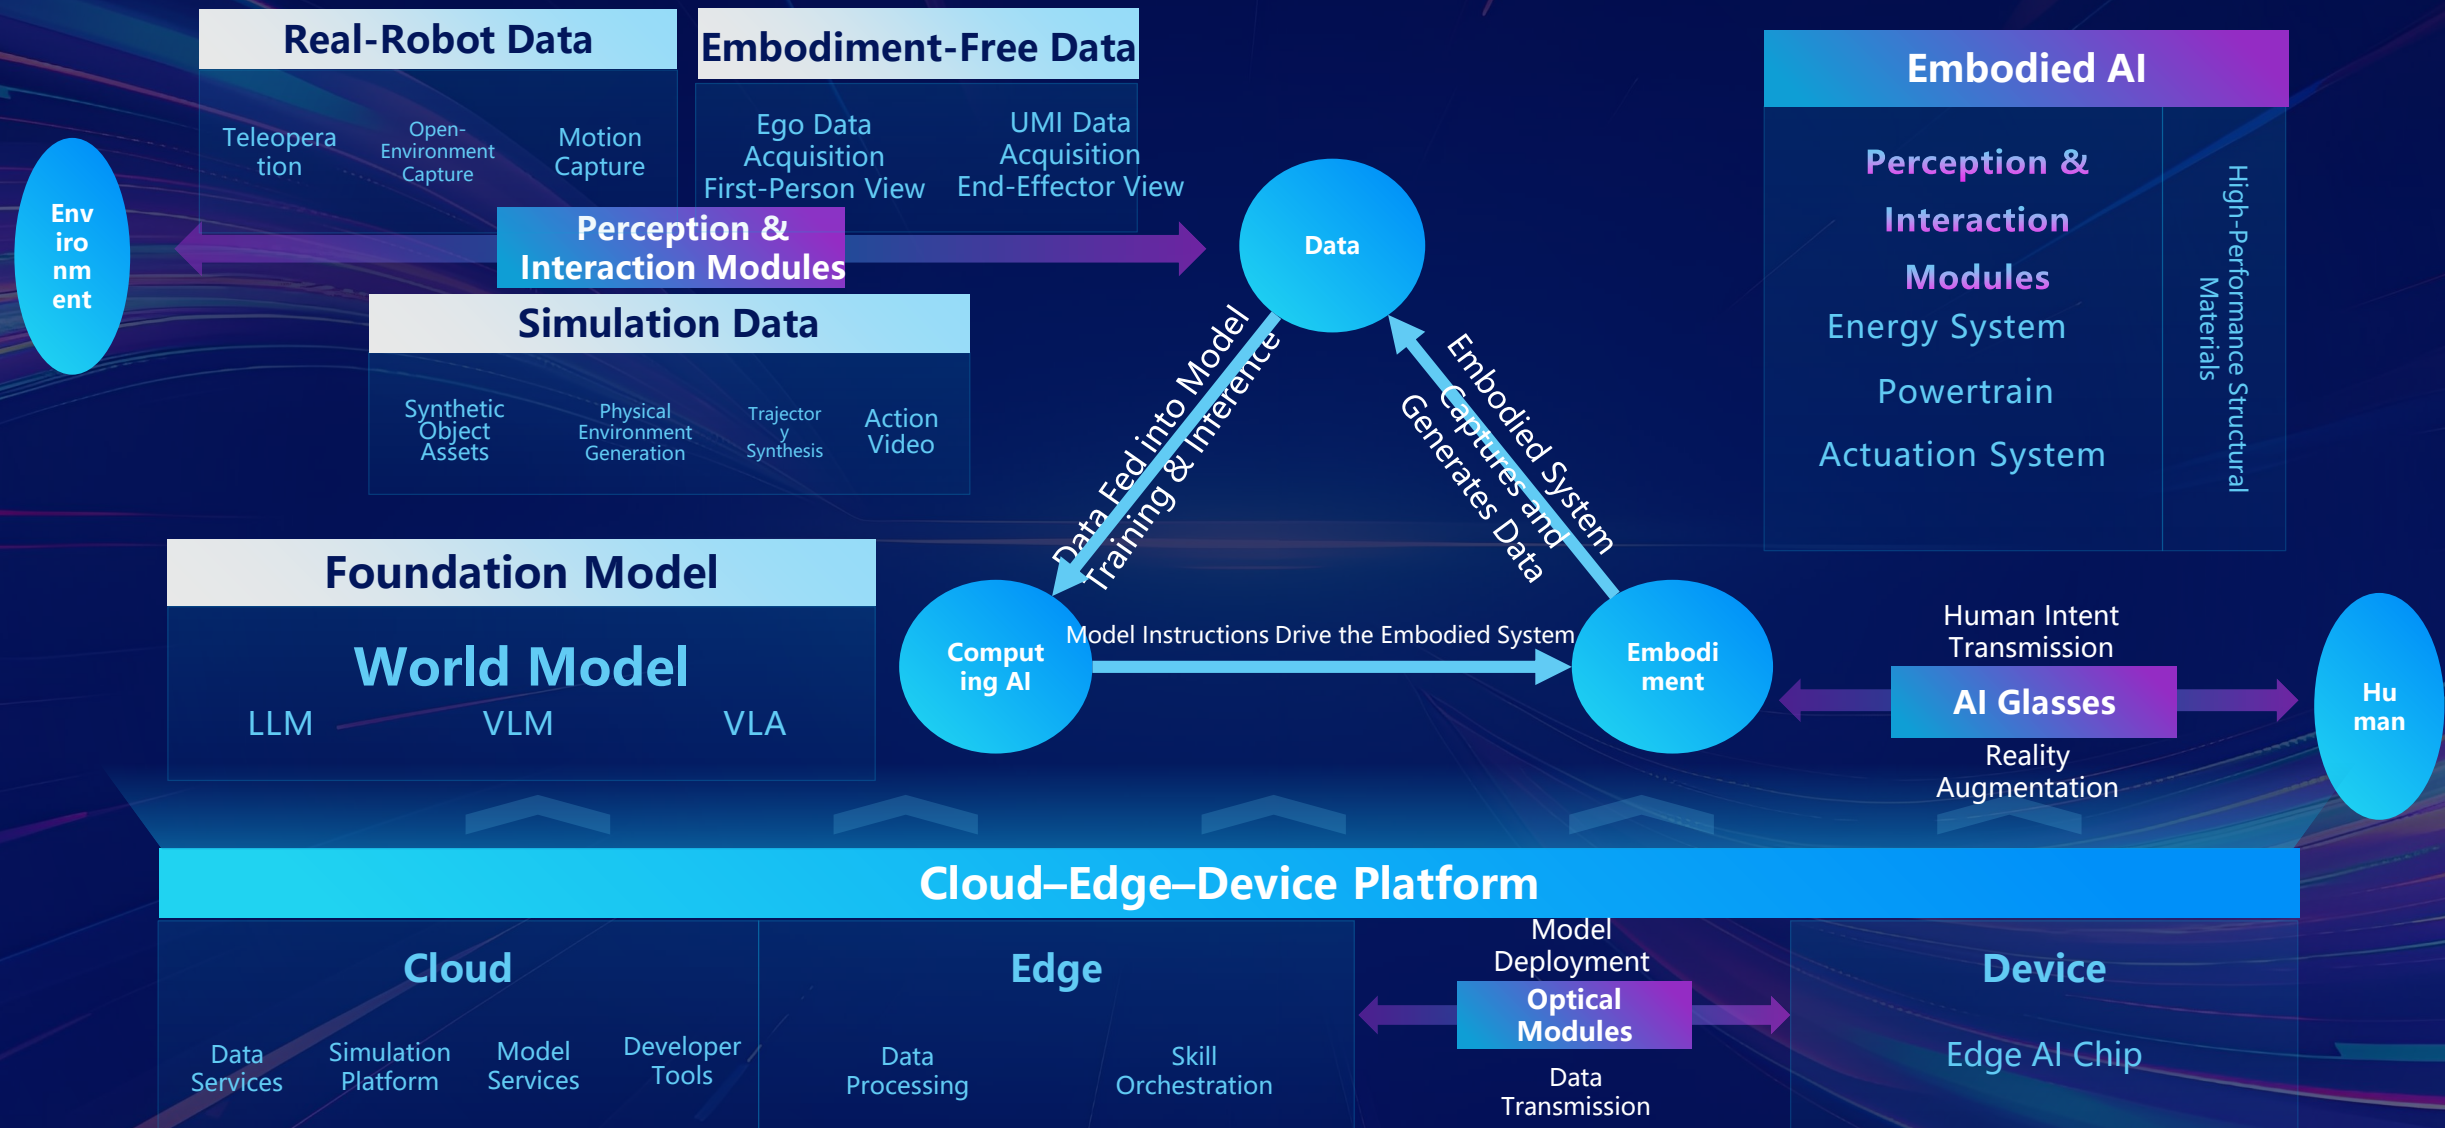 Real-Robot Data
Teleopera
tion
Open-
Environment
Capture
Motion
Capture
Embodiment-Free Data
Ego Data
Acquisition
First-Person View
UMI Data
Acquisition
End-Effector View
Env
iro
nm
ent
Perception &
Interaction Modules
Data
Simulation Data
Synthetic
Object
Assets
Physical
Environment
Generation
Trajector
y
Synthesis
Action
Video
Embodied AI
Perception &
Interaction
Modules
Energy System
Powertrain
Actuation System
High-Performance Structural
Materials
Data Fed into Model
Training & Inference
Embodied System
Captures and
Generates Data
Foundation Model
World Model
LLM
VLM
VLA
Comput
ing AI
Model Instructions Drive the Embodied System
Embodi
ment
Human Intent
Transmission
AI Glasses
Reality
Augmentation
Hu
man
Cloud–Edge–Device Platform
Cloud
Data
Services
Simulation
Platform
Model
Services
Developer
Tools
Edge
Data
Processing
Skill
Orchestration
Model
Deployment
Optical
Modules
Data
Transmission
Device
Edge AI Chip